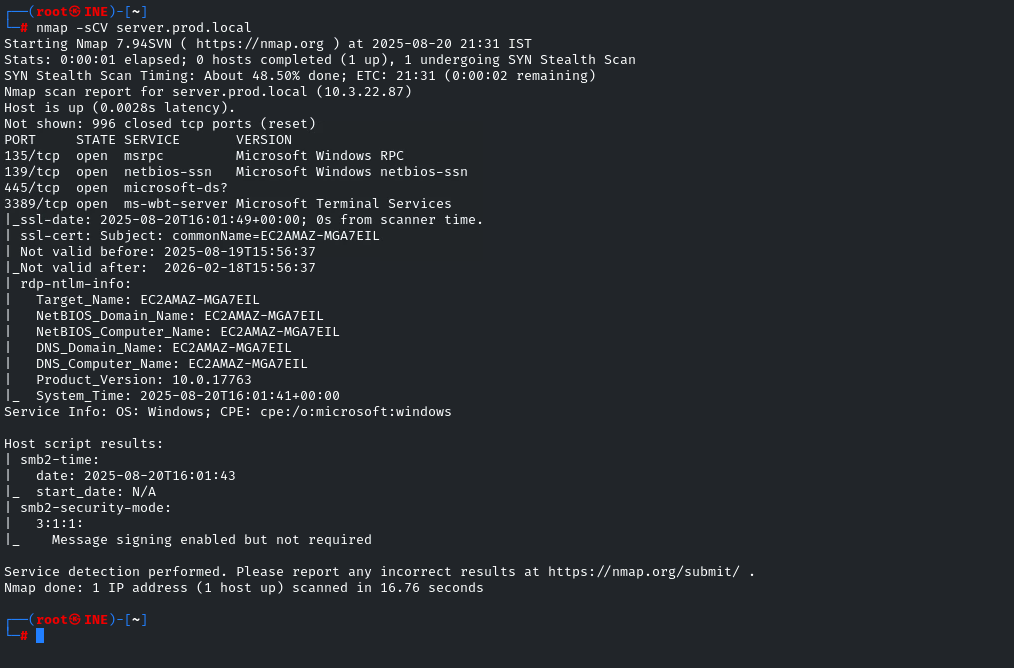 ┌──(root㉿INE)-[~]
└─# nmap -sCV server.prod.local
Starting Nmap 7.94SVN ( https://nmap.org ) at 2025-08-20 21:31 IST
Stats: 0:00:01 elapsed; 0 hosts completed (1 up), 1 undergoing SYN Stealth Scan
SYN Stealth Scan Timing: About 48.50% done; ETC: 21:31 (0:00:02 remaining)
Nmap scan report for server.prod.local (10.3.22.87)
Host is up (0.0028s latency).
Not shown: 996 closed tcp ports (reset)
PORT     STATE SERVICE       VERSION
135/tcp  open  msrpc         Microsoft Windows RPC
139/tcp  open  netbios-ssn   Microsoft Windows netbios-ssn
445/tcp  open  microsoft-ds?
3389/tcp open  ms-wbt-server Microsoft Terminal Services
|_ssl-date: 2025-08-20T16:01:49+00:00; 0s from scanner time.
| ssl-cert: Subject: commonName=EC2AMAZ-MGA7EIL
| Not valid before: 2025-08-19T15:56:37
|_Not valid after:  2026-02-18T15:56:37
| rdp-ntlm-info:
|   Target_Name: EC2AMAZ-MGA7EIL
|   NetBIOS_Domain_Name: EC2AMAZ-MGA7EIL
|   NetBIOS_Computer_Name: EC2AMAZ-MGA7EIL
|   DNS_Domain_Name: EC2AMAZ-MGA7EIL
|   DNS_Computer_Name: EC2AMAZ-MGA7EIL
|   Product_Version: 10.0.17763
|_  System_Time: 2025-08-20T16:01:41+00:00
Service Info: OS: Windows; CPE: cpe:/o:microsoft:windows

Host script results:
| smb2-time:
|   date: 2025-08-20T16:01:43
|_  start_date: N/A
| smb2-security-mode:
|   3:1:1:
|_    Message signing enabled but not required

Service detection performed. Please report any incorrect results at https://nmap.org/submit/ .
Nmap done: 1 IP address (1 host up) scanned in 16.76 seconds

┌──(root㉿INE)-[~]
└─#